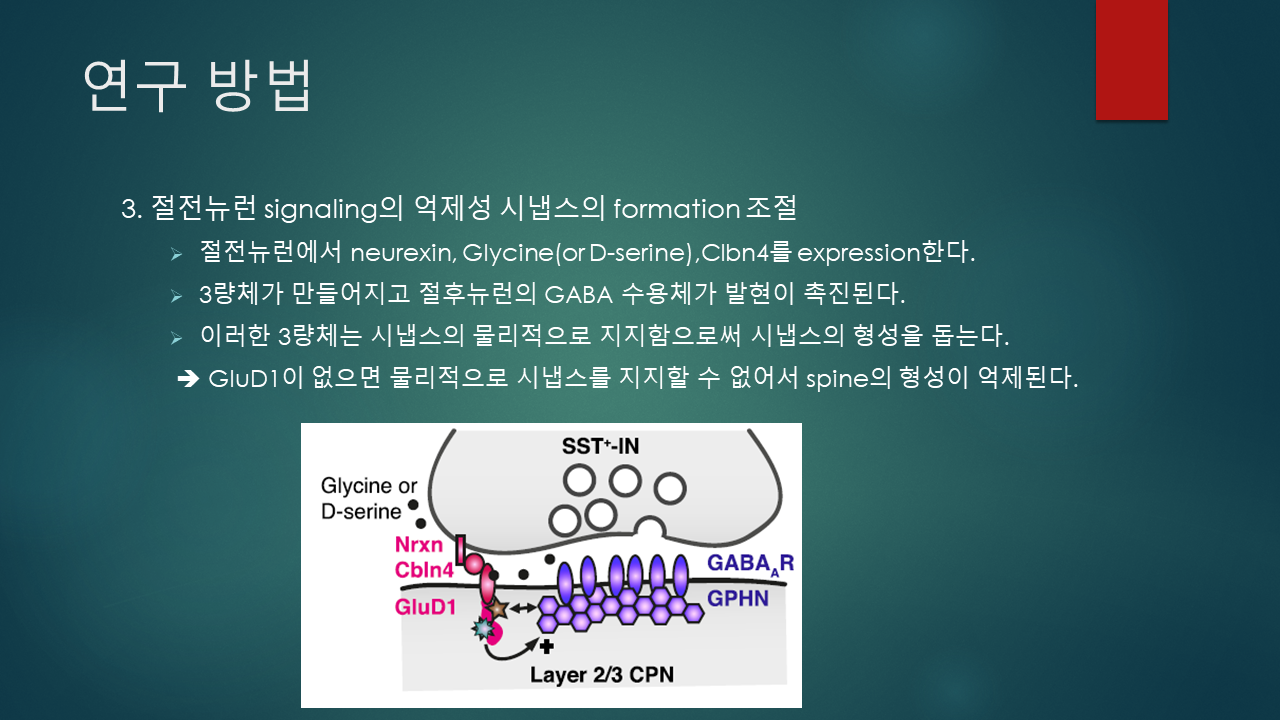 연구 방법
3. 절전뉴런 signaling의 억제성 시냅스의 formation 조절
절전뉴런에서 neurexin, Glycine(or D-serine),Clbn4를 expression한다.
3량체가 만들어지고 절후뉴런의 GABA 수용체가 발현이 촉진된다.
이러한 3량체는 시냅스의 물리적으로 지지함으로써 시냅스의 형성을 돕는다.
➔ GluD1이 없으면 물리적으로 시냅스를 지지할 수 없어서 spine의 형성이 억제된다.
SST+-IN
Glycine or
D-serine
Nrxn
Cbln4
GluD1
GABAAR
GPHN
+
Layer 2/3 CPN